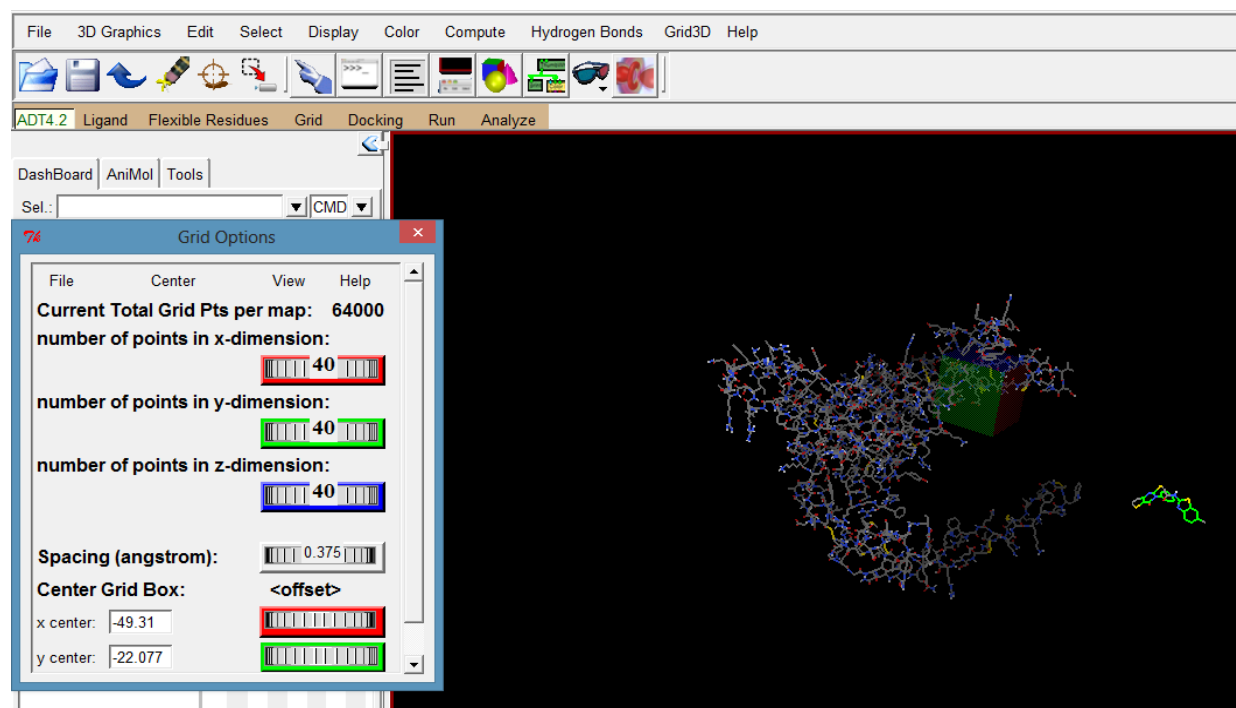 File 3D Graphics Edit Select Display Color Compute Hydrogen Bonds Grid3D Help
>>>_
ADT4.2 Ligand Flexible Residues Grid Docking Run Analyze
DashBoard AniMol Tools
Sel.: CMD
Grid Options
File Center View Help
Current Total Grid Pts per map: 64000
number of points in x-dimension:
40
number of points in y-dimension:
40
number of points in z-dimension:
40
Spacing (angstrom): 0.375
Center Grid Box: <offset>
x center: -49.31
y center: -22.077